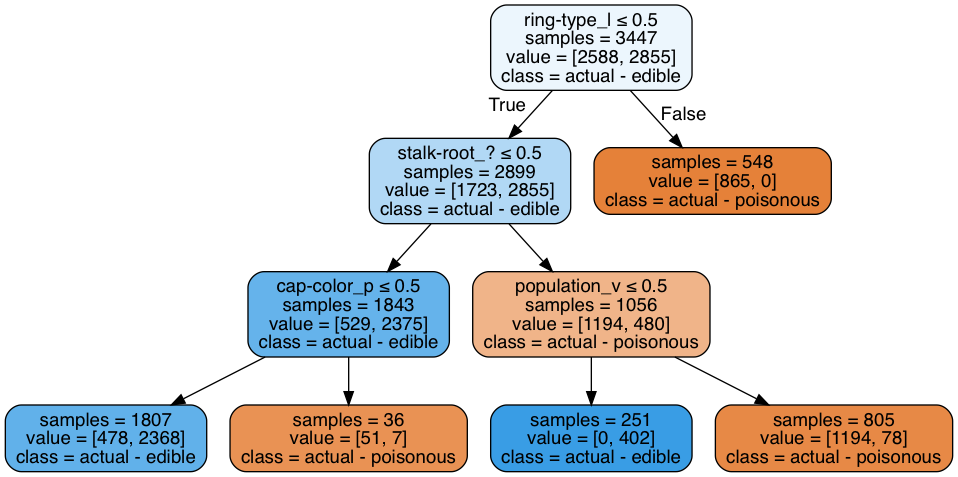 ring-type_l ≤ 0.5
samples = 3447
value = [2588, 2855]
class = actual - edible
True
False
stalk-root_? ≤ 0.5
samples = 2899
value = [1723, 2855]
class = actual - edible
samples = 548
value = [865, 0]
class = actual - poisonous
cap-color_p ≤ 0.5
samples = 1843
value = [529, 2375]
class = actual - edible
population_v ≤ 0.5
samples = 1056
value = [1194, 480]
class = actual - poisonous
samples = 1807
value = [478, 2368]
class = actual - edible
samples = 36
value = [51, 7]
class = actual - poisonous
samples = 251
value = [0, 402]
class = actual - edible
samples = 805
value = [1194, 78]
class = actual - poisonous